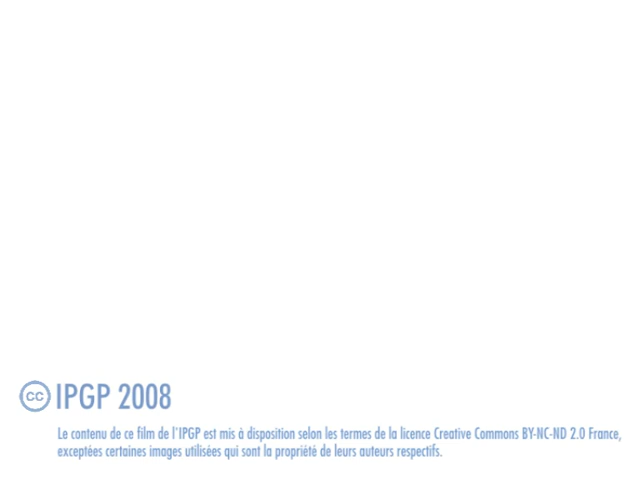 cc IPGP 2008
Le contenu de ce film de l'IPGP est mis à disposition selon les termes de la licence Creative Commons BY-NC-ND 2.0 France,
exceptées certaines images utilisées qui sont la propriété de leurs auteurs respectifs.